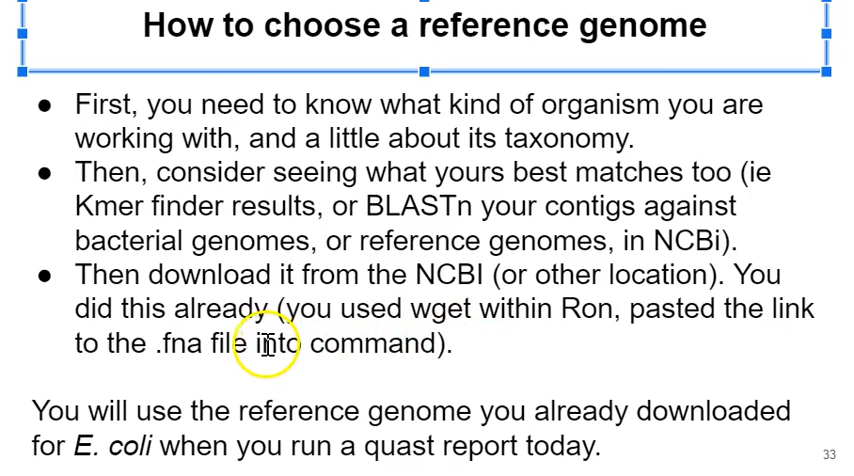 How to choose a reference genome
● First, you need to know what kind of organism you are
working with, and a little about its taxonomy.
● Then, consider seeing what yours best matches too (ie
Kmer finder results, or BLASTn your contigs against
bacterial genomes, or reference genomes, in NCBi).
● Then download it from the NCBI (or other location). You
did this already (you used wget within Ron, pasted the link
to the .fna file into command).
You will use the reference genome you already downloaded
for E. coli when you run a quast report today.
33